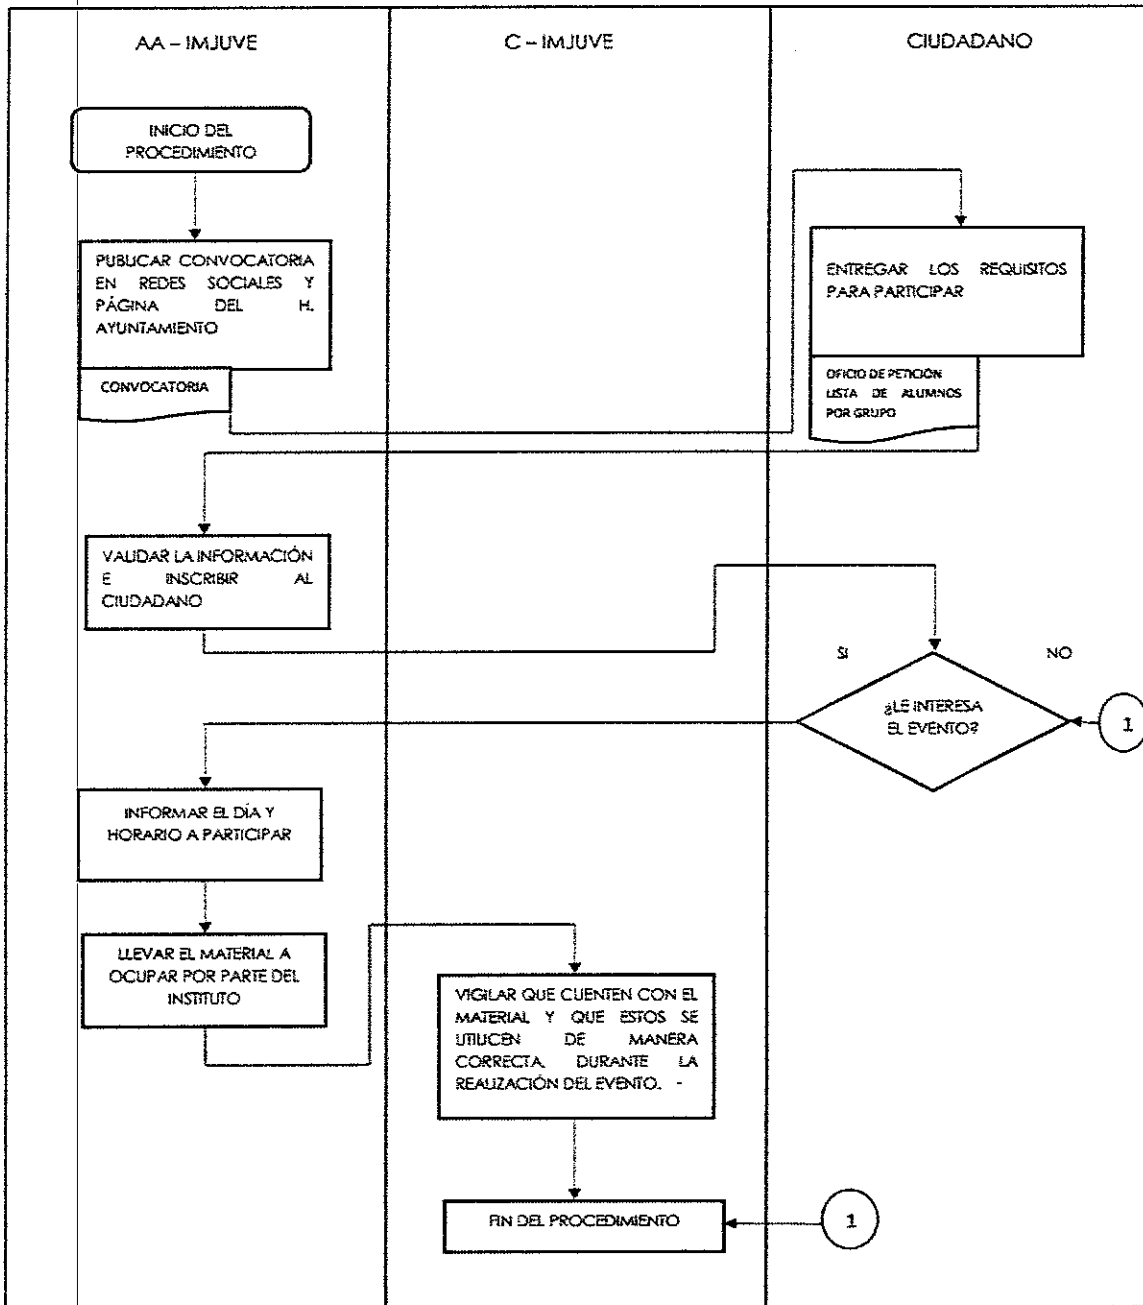 AA – IMJUVE
C – IMJUVE
CIUDADANO
INICIO DEL
PROCEDIMIENTO
PUBLICAR CONVOCATORIA
EN REDES SOCIALES Y
PÁGINA DEL H.
AYUNTAMIENTO
CONVOCATORIA
ENTREGAR LOS REQUISITOS
PARA PARTICIPAR
OFICIO DE PETICIÓN
LISTA DE ALUMNOS
POR GRUPO
VALIDAR LA INFORMACIÓN
E INSCRIBIR AL
CIUDADANO
SI
NO
¿LE INTERESA
EL EVENTO?
1
INFORMAR EL DÍA Y
HORARIO A PARTICIPAR
LLEVAR EL MATERIAL A
OCUPAR POR PARTE DEL
INSTITUTO
VIGILAR QUE CUENTEN CON EL
MATERIAL Y QUE ESTOS SE
UTILICEN DE MANERA
CORRECTA, DURANTE LA
REALIZACIÓN DEL EVENTO. -
FIN DEL PROCEDIMIENTO
1